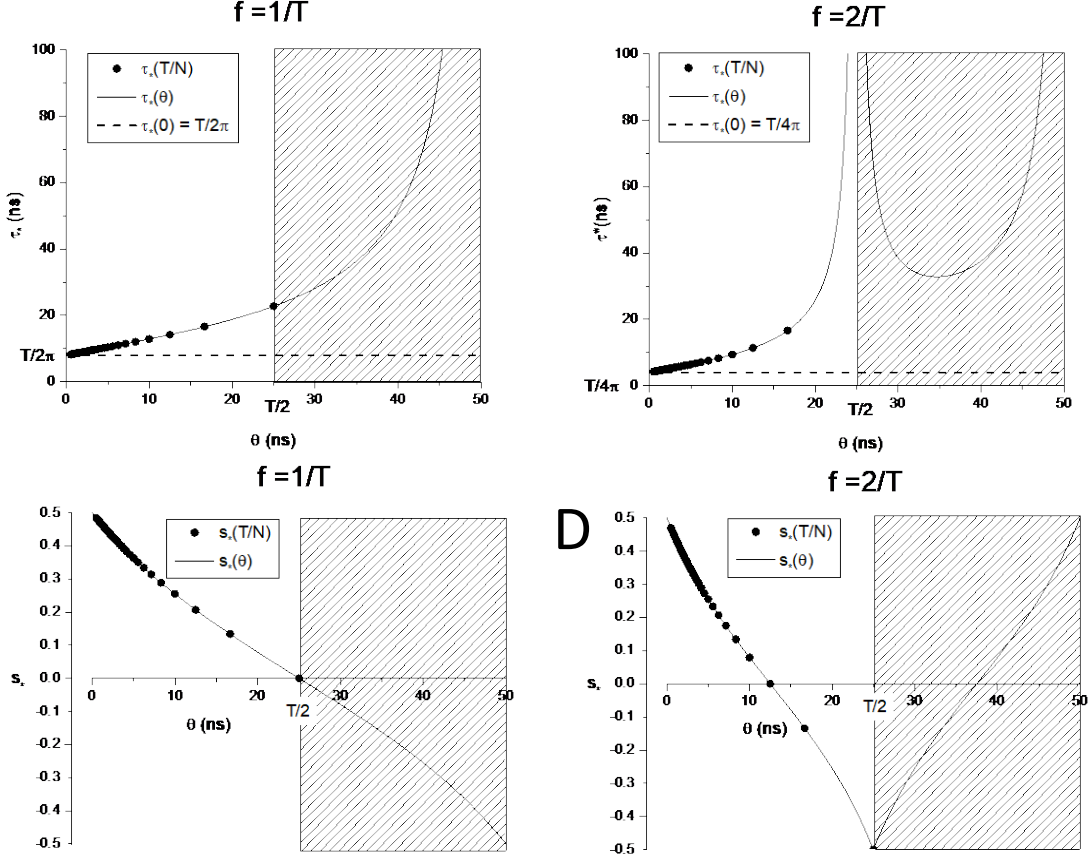 f =1/T
100
80
60
40
20
T/2π
0
τ* (ns)
τ*(T/N)
τ*(θ)
τ*(0) = T/2π
0 10 20 30 40 50
T/2
θ (ns)
f =2/T
100
80
60
40
20
0
T/4π
τ* (ns)
τ*(T/N)
τ*(θ)
τ*(0) = T/4π
0 10 20 30 40 50
T/2
θ (ns)
f =1/T
0.5
0.4
0.3
0.2
0.1
s* 0.0
-0.1
-0.2
-0.3
-0.4
-0.5
s*(T/N)
s*(θ)
0 10 20 30 40 50
T/2
θ (ns)
D
f =2/T
0.5
0.4
0.3
0.2
0.1
s* 0.0
-0.1
-0.2
-0.3
-0.4
-0.5
s*(T/N)
s*(θ)
0 10 20 30 40 50
T/2
θ (ns)